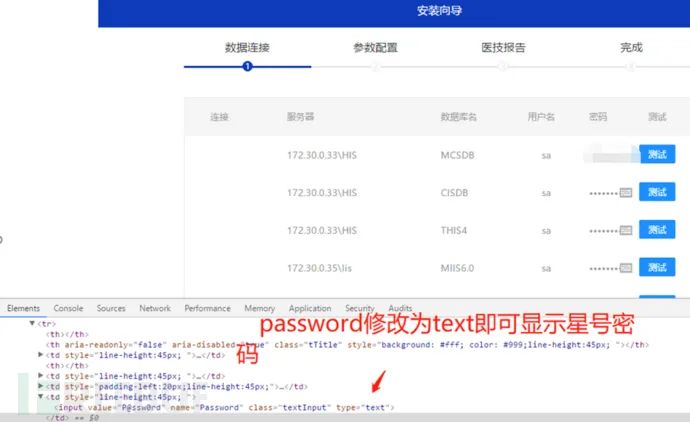 安装向导
数据连接 参数配置 医技报告 完成
1 2 3 4
连接 服务器 数据库名 用户名 密码 测试
172.30.0.33\HIS MCSDB sa 测试
172.30.0.33\HIS CISDB sa ••••••• 测试
172.30.0.33\HIS THIS4 sa ••••••• 测试
172.30.0.35\lis MIIS6.0 sa ••••••• 测试
Elements Console Sources Network Performance Memory Application Security Audits
password修改为text即可显示星号密
码
▼<tr>
<th></th>
<th aria-readonly="false" aria-disabled="true" class="tTitle" style="background: #fff; color: #999;line-height:45px; ">…</th>
▶<td style="line-height:45px; ">…</td>
<th></th>
▶<td style="line-height:45px; ">…</td>
▶<td style="padding-left:20px;line-height:45px;">…</td>
▼<td style="line-height:45px; ">
<input value="P@ssw0rd" name="Password" class="textInput" type="text">
</td> == $0